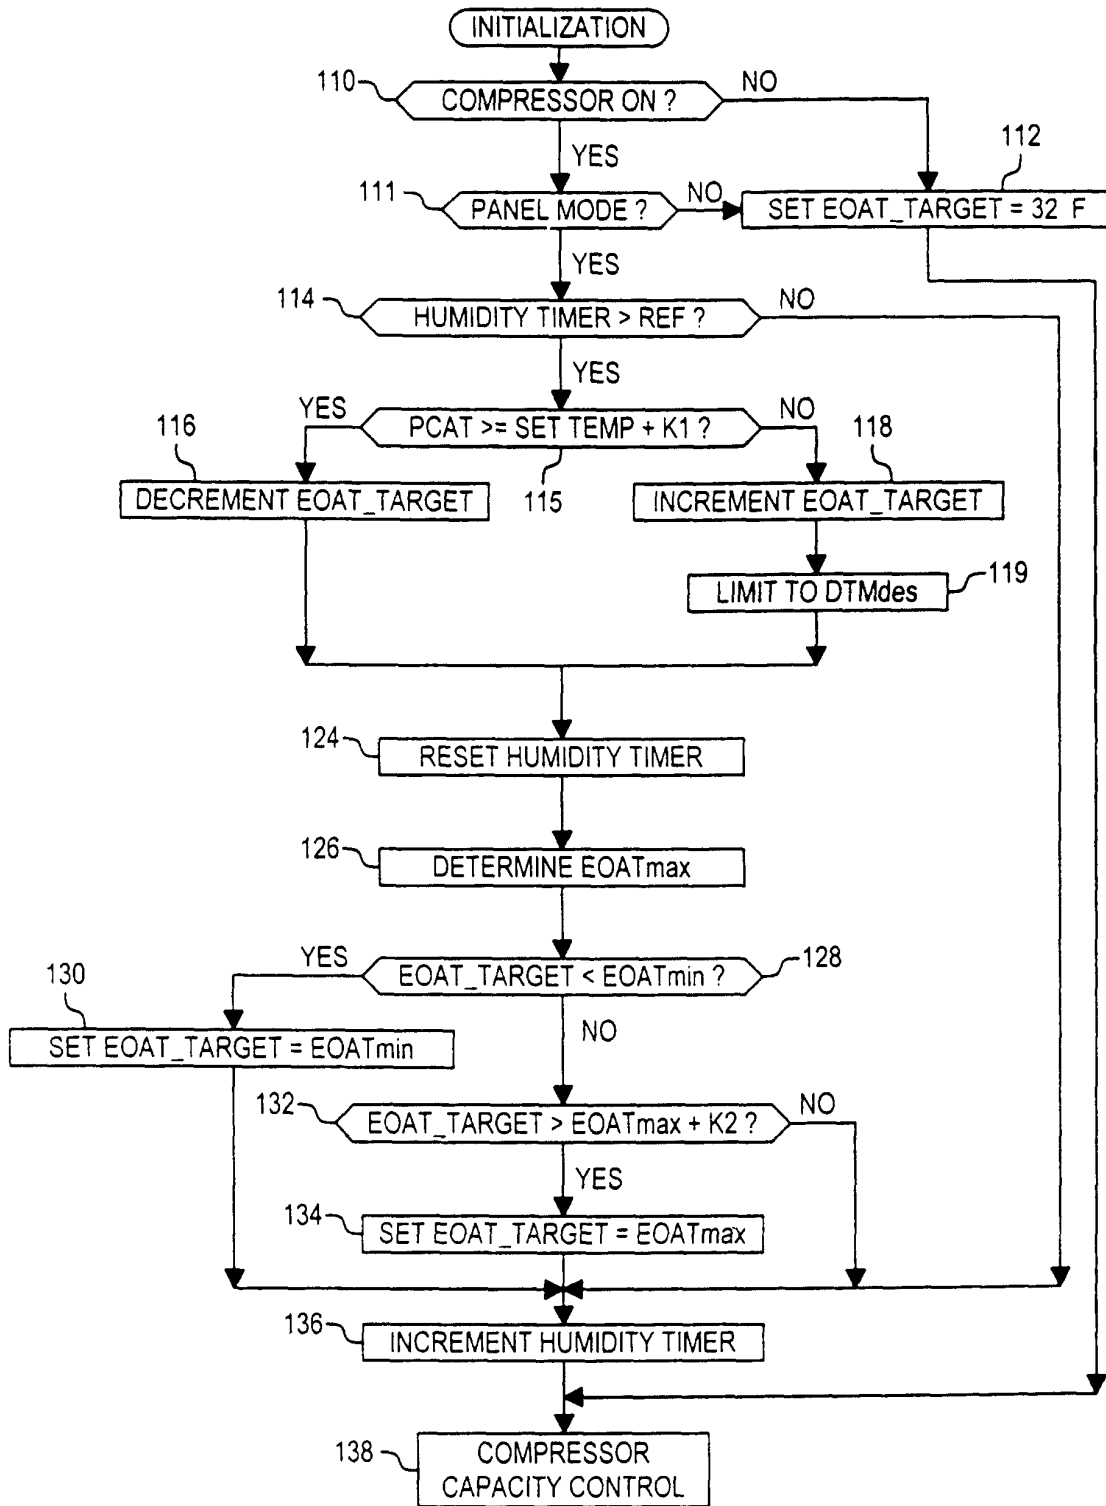 INITIALIZATION
110
COMPRESSOR ON ?
NO
YES
112
111
PANEL MODE ?
NO
SET EOAT_TARGET = 32 F
YES
114
HUMIDITY TIMER > REF ?
NO
YES
116
YES
PCAT >= SET TEMP + K1 ?
NO
118
115
DECREMENT EOAT_TARGET
INCREMENT EOAT_TARGET
LIMIT TO DTMdes
119
124
RESET HUMIDITY TIMER
126
DETERMINE EOATmax
YES
EOAT_TARGET < EOATmin ?
128
130
NO
SET EOAT_TARGET = EOATmin
132
EOAT_TARGET > EOATmax + K2 ?
NO
YES
134
SET EOAT_TARGET = EOATmax
136
INCREMENT HUMIDITY TIMER
138
COMPRESSOR
CAPACITY CONTROL